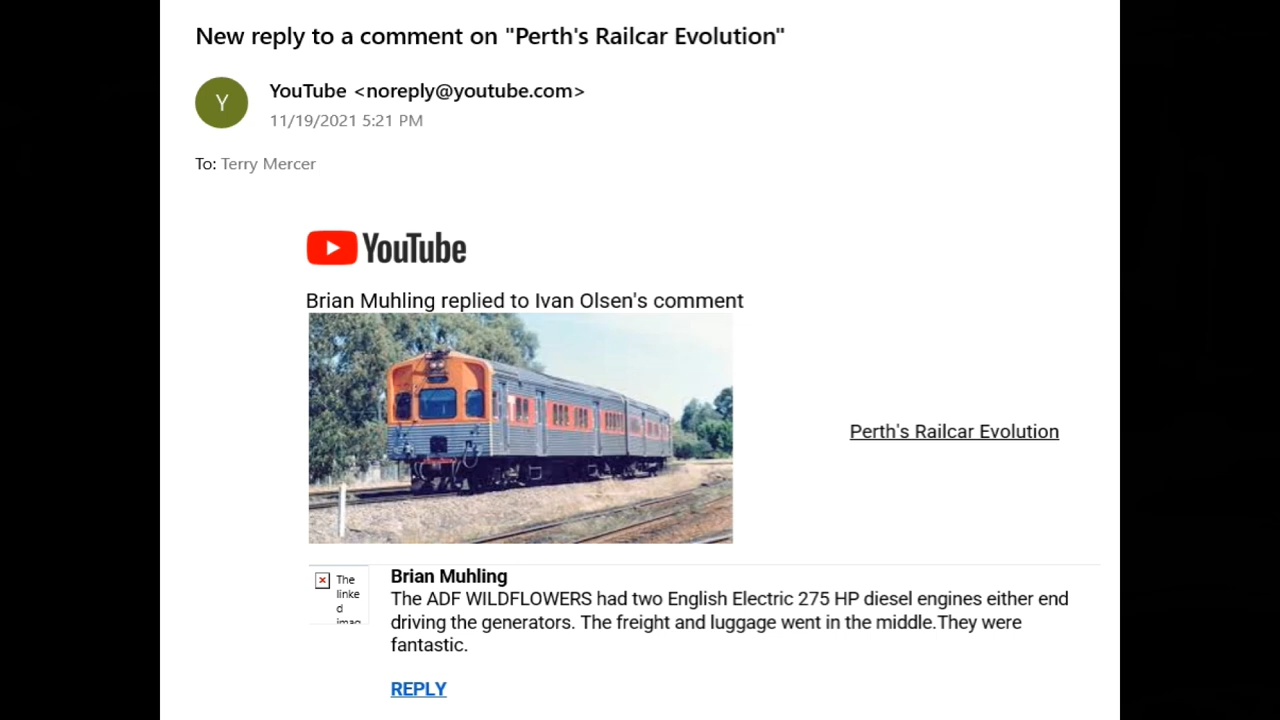 New reply to a comment on "Perth's Railcar Evolution"
Y
YouTube <noreply@youtube.com>
11/19/2021 5:21 PM
To: Terry Mercer
YouTube
Brian Muhling replied to Ivan Olsen's comment
Perth's Railcar Evolution
The
linke
d
imag
Brian Muhling
The ADF WILDFLOWERS had two English Electric 275 HP diesel engines either end
driving the generators. The freight and luggage went in the middle.They were
fantastic.
REPLY